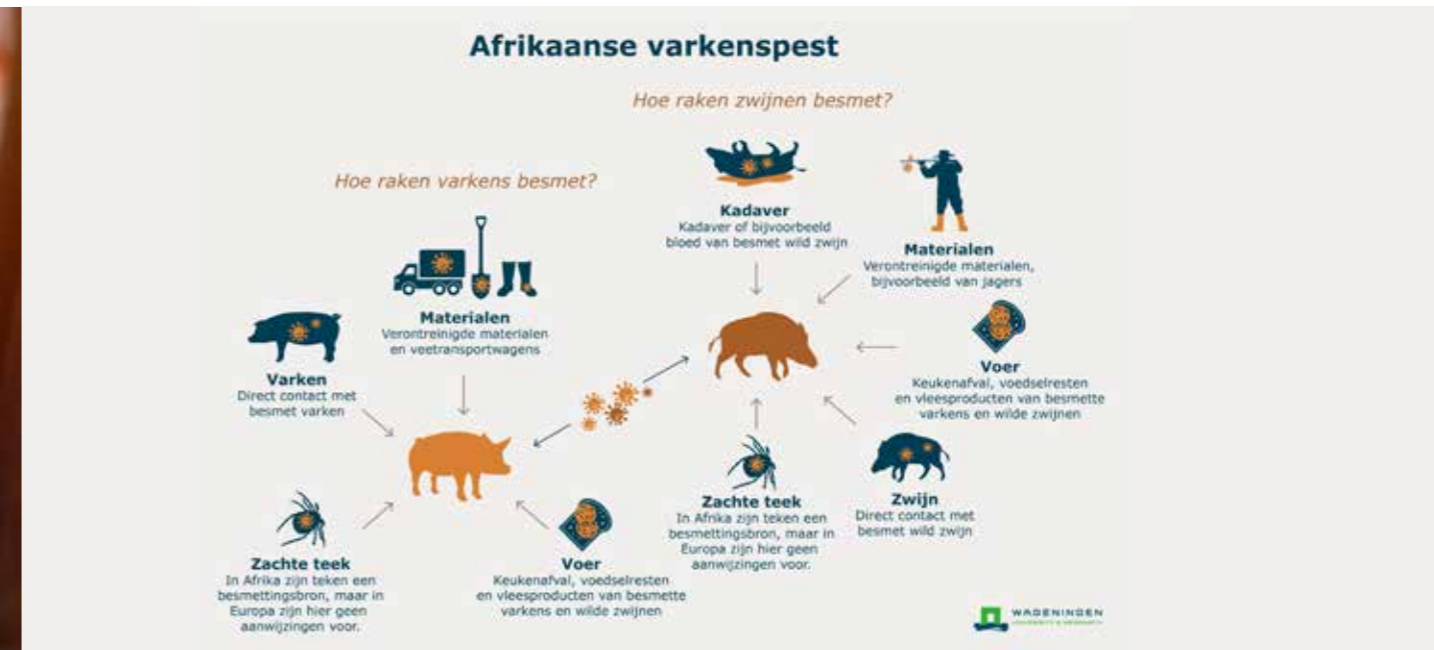 Afrikaanse varkenspest
Hoe raken zwijnen besmet?
Hoe raken varkens besmet?
Kadaver
Kadaver of bijvoorbeeld
bloed van besmet wild zwijn
Materialen
Verontreinigde materialen,
bijvoorbeeld van jagers
Materialen
Verontreinigde materialen
en veetransportwagens
Varken
Direct contact met
besmet varken
Voer
Keukenafval, voedselresten
en vleesproducten van besmette
varkens en wilde zwijnen
Zachte teek
In Afrika zijn teken een
besmettingsbron, maar in
Europa zijn hier geen
aanwijzingen voor.
Zwijn
Direct contact met
besmet wild zwijn
Zachte teek
In Afrika zijn teken een
besmettingsbron, maar in
Europa zijn hier geen
aanwijzingen voor.
Voer
Keukenafval, voedselresten
en vleesproducten van besmette
varkens en wilde zwijnen
WAGENINGEN
UNIVERSITY & RESEARCH